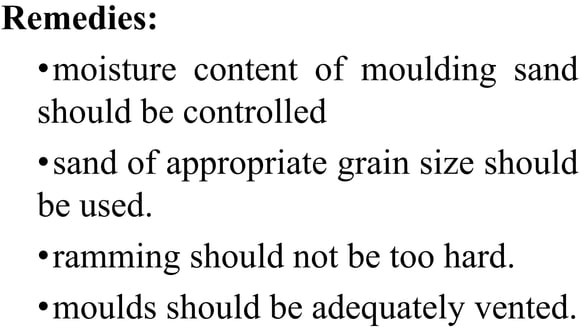 Remedies:
•moisture content of moulding sand
should be controlled
•sand of appropriate grain size should
be used.
•ramming should not be too hard.
•moulds should be adequately vented.